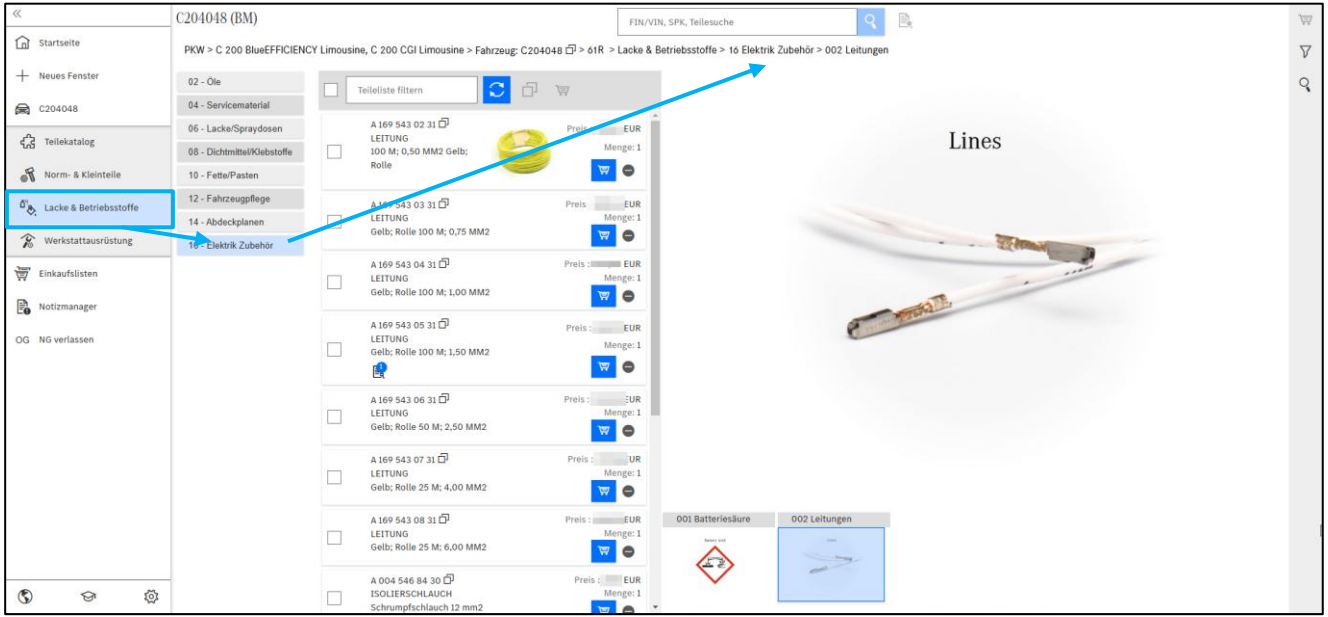 C204048 (BM)
FIN/VIN, SPK, Teilesuche
PKW > C 200 BlueEFFICIENCY Limousine, C 200 CGI Limousine > Fahrzeug: C204048 > 61R > Lacke & Betriebsstoffe > 16 Elektrik Zubehör > 002 Leitungen
Startseite
Neues Fenster
C204048
Teilekatalog
Norm- & Kleinteile
Lacke & Betriebsstoffe
Werkstattausrüstung
Einkaufslisten
Notizmanager
OG NG verlassen
02 - Öle
04 - Servicematerial
06 - Lacke/Spraydosen
08 - Dichtmittel/Klebstoffe
10 - Fette/Pasten
12 - Fahrzeugpflege
14 - Abdeckplanen
16 - Elektrik Zubehör
Teileliste filtern
A 169 543 02 31
LEITUNG
100 M; 0,50 MM2 Gelb;
Rolle
Preis EUR
Menge: 1
A 169 543 03 31
LEITUNG
Gelb; Rolle 100 M; 0,75 MM2
Preis EUR
Menge: 1
A 169 543 04 31
LEITUNG
Gelb; Rolle 100 M; 1,00 MM2
Preis : EUR
Menge: 1
A 169 543 05 31
LEITUNG
Gelb; Rolle 100 M; 1,50 MM2
Preis : EUR
Menge: 1
A 169 543 06 31
LEITUNG
Gelb; Rolle 50 M; 2,50 MM2
Preis : EUR
Menge: 1
A 169 543 07 31
LEITUNG
Gelb; Rolle 25 M; 4,00 MM2
Preis : UR
Menge: 1
A 169 543 08 31
LEITUNG
Gelb; Rolle 25 M; 6,00 MM2
Preis : EUR
Menge: 1
A 004 546 84 30
ISOLIERSCHLAUCH
Schrumpfschlauch 12 mm2
Preis : EUR
Menge: 1
Lines
001 Batteriesäure
002 Leitungen